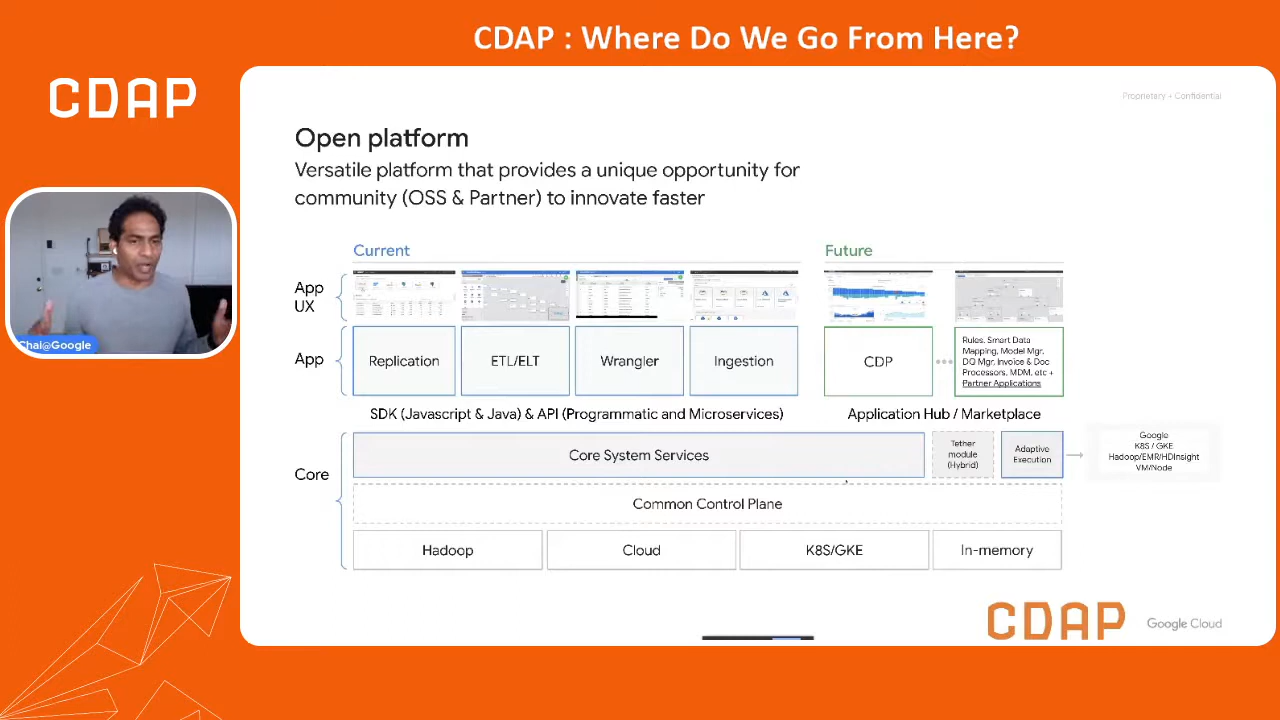 CDAP : Where Do We Go From Here?
CDAP
Proprietary + Confidential
Open platform
Versatile platform that provides a unique opportunity for
community (OSS & Partner) to innovate faster
Current
Future
App
UX
App
Replication
ETL/ELT
Wrangler
Ingestion
CDP
Rules, Smart Data
Mapping, Model Mgr,
DQ Mgr, Invoice & Doc
Processors, MDM, etc +
Partner Applications
SDK (Javascript & Java) & API (Programmatic and Microservices)
Application Hub / Marketplace
Core
Core System Services
Tether
module
(Hybrid)
Adaptive
Execution
Google
K8S / GKE
Hadoop/EMR/HDInsight
VM/Node
Common Control Plane
Hadoop
Cloud
K8S/GKE
In-memory
Chai@Google
CDAP
Google Cloud